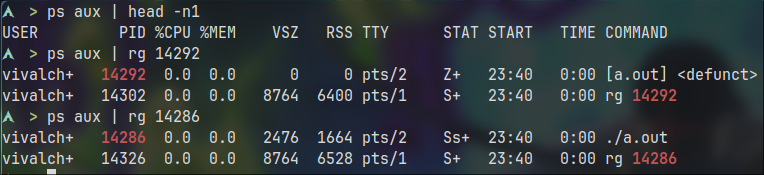 > ps aux | head -n1
USER         PID %CPU %MEM    VSZ   RSS TTY      STAT START   TIME COMMAND
> ps aux | rg 14292
vivalch+   14292  0.0  0.0      0     0 pts/2    Z+   23:40   0:00 [a.out] <defunct>
vivalch+   14302  0.0  0.0   8764  6400 pts/1    S+   23:40   0:00 rg 14292
> ps aux | rg 14286
vivalch+   14286  0.0  0.0   2476  1664 pts/2    Ss+  23:40   0:00 ./a.out
vivalch+   14326  0.0  0.0   8764  6528 pts/1    S+   23:40   0:00 rg 14286